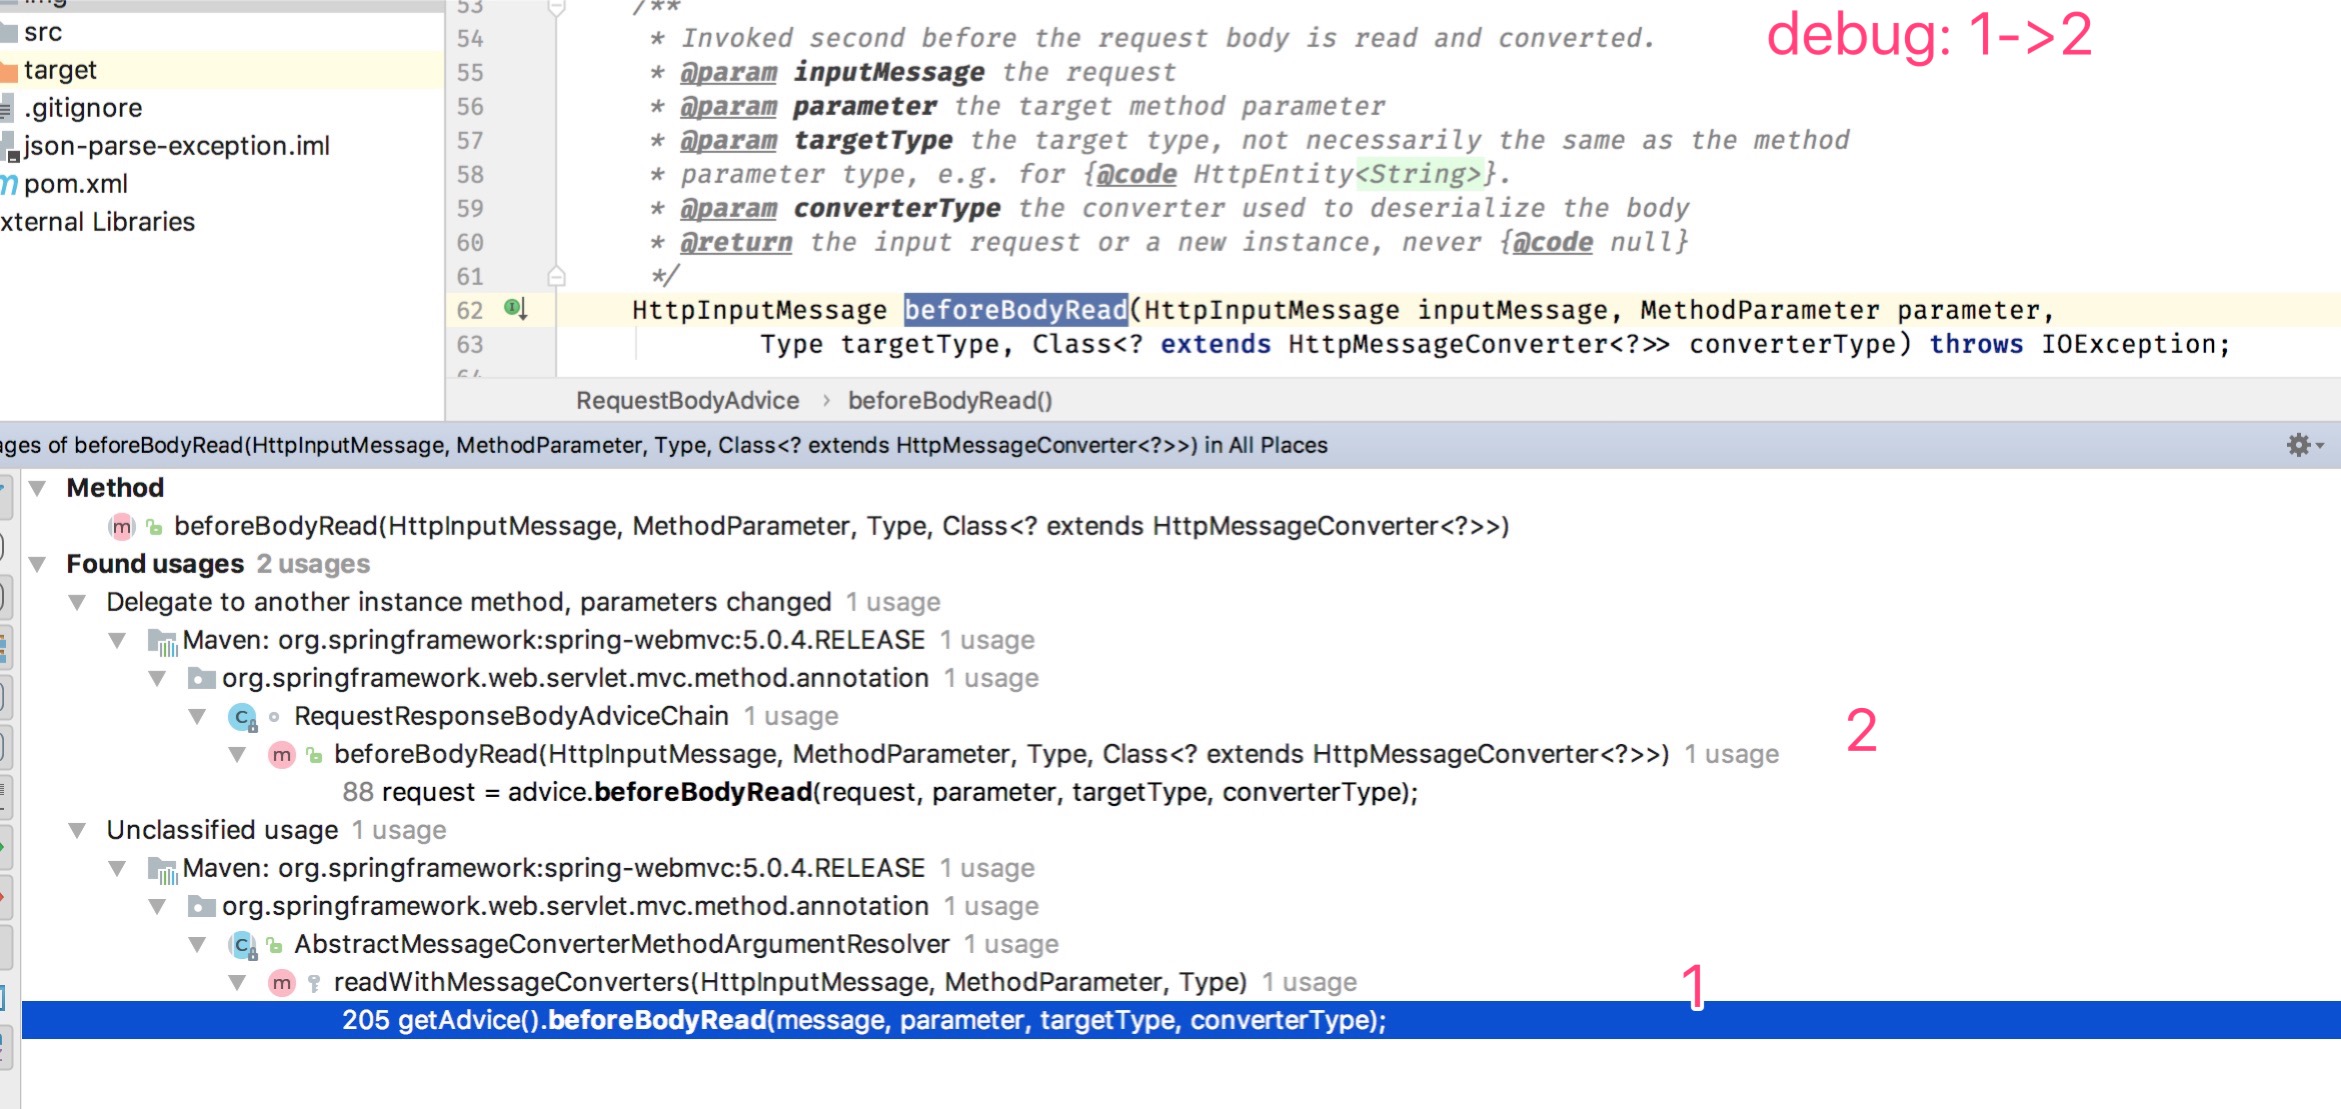 src
target
.gitignore
json-parse-exception.iml
pom.xml
xternal Libraries
debug: 1->2
53 /**
54 * Invoked second before the request body is read and converted.
55 * @param inputMessage the request
56 * @param parameter the target method parameter
57 * @param targetType the target type, not necessarily the same as the method
58 * parameter type, e.g. for {@code HttpEntity<String>}.
59 * @param converterType the converter used to deserialize the body
60 * @return the input request or a new instance, never {@code null}
61 */
62 HttpInputMessage beforeBodyRead(HttpInputMessage inputMessage, MethodParameter parameter,
63 Type targetType, Class<? extends HttpMessageConverter<?>> converterType) throws IOException;
RequestBodyAdvice › beforeBodyRead()
ages of beforeBodyRead(HttpInputMessage, MethodParameter, Type, Class<? extends HttpMessageConverter<?>>) in All Places
Method
m beforeBodyRead(HttpInputMessage, MethodParameter, Type, Class<? extends HttpMessageConverter<?>>)
Found usages 2 usages
Delegate to another instance method, parameters changed 1 usage
Maven: org.springframework:spring-webmvc:5.0.4.RELEASE 1 usage
org.springframework.web.servlet.mvc.method.annotation 1 usage
C RequestResponseBodyAdviceChain 1 usage
2
m beforeBodyRead(HttpInputMessage, MethodParameter, Type, Class<? extends HttpMessageConverter<?>>) 1 usage
88 request = advice.beforeBodyRead(request, parameter, targetType, converterType);
Unclassified usage 1 usage
Maven: org.springframework:spring-webmvc:5.0.4.RELEASE 1 usage
org.springframework.web.servlet.mvc.method.annotation 1 usage
C AbstractMessageConverterMethodArgumentResolver 1 usage
m readWithMessageConverters(HttpInputMessage, MethodParameter, Type) 1 usage
1
205 getAdvice().beforeBodyRead(message, parameter, targetType, converterType);